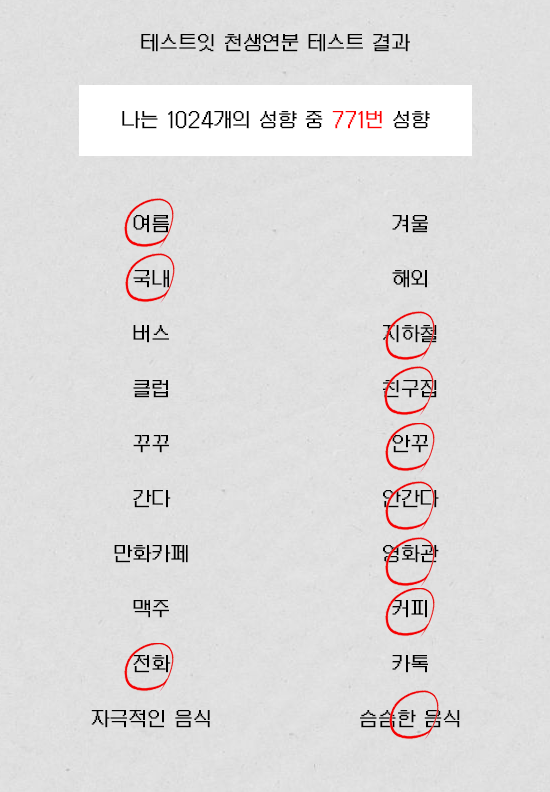 테스트잇 천생연분 테스트 결과
나는 1024개의 성향 중 771번 성향
여름 겨울
국내 해외
버스 지하철
클럽 친구집
꾸꾸 안꾸
간다 안간다
만화카페 영화관
맥주 커피
전화 카톡
자극적인 음식 슴슴한 음식